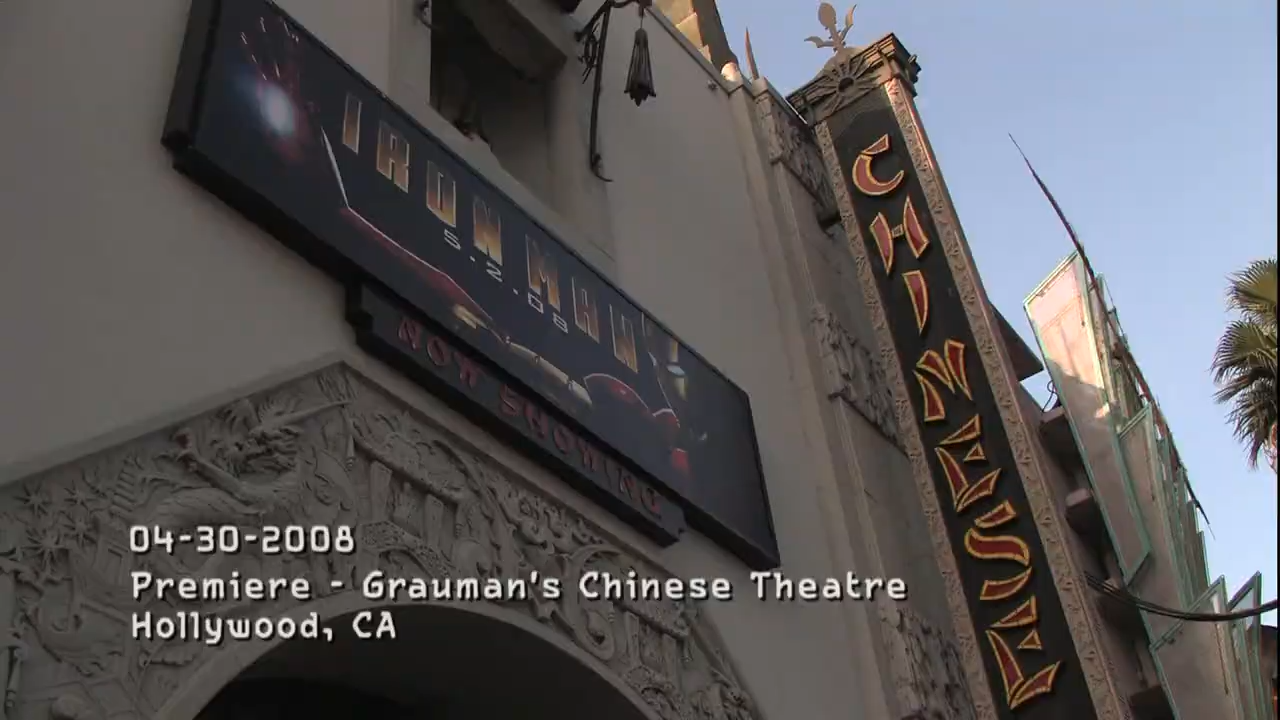 IRON MAN
5.2.08
NOW SHOWING
CHINESE
04-30-2008
Premiere - Grauman's Chinese Theatre
Hollywood, CA